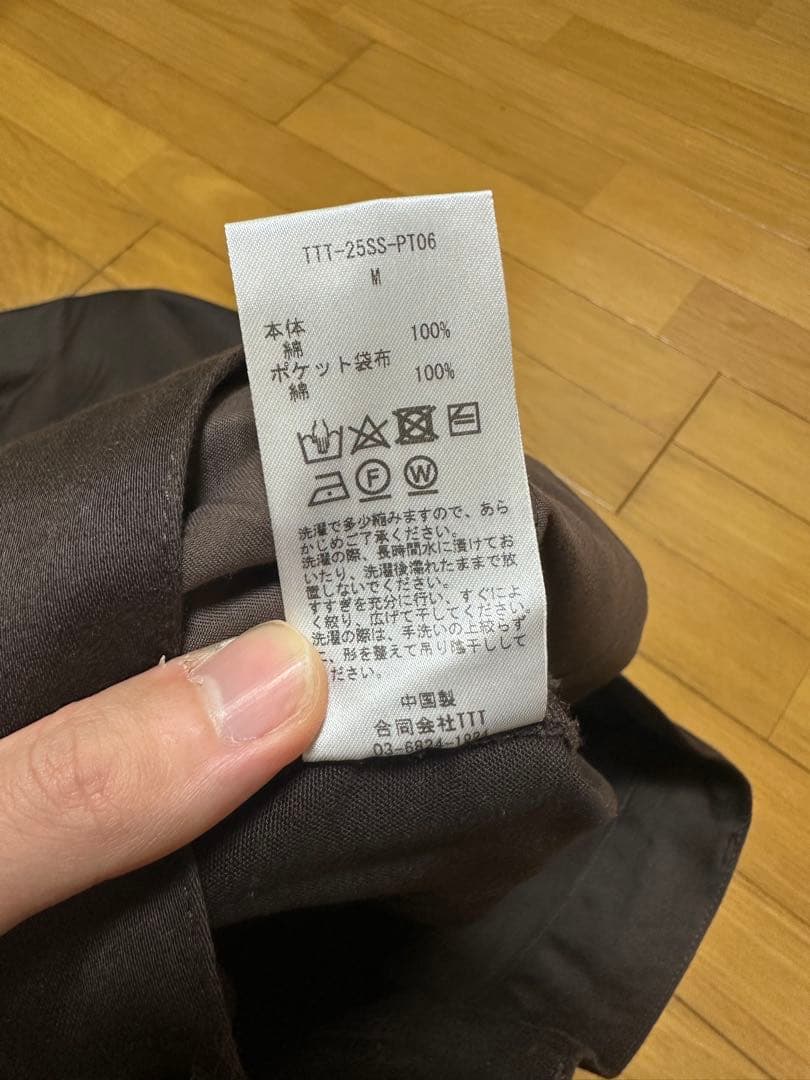 TTT-25SS-PT06
M
本体
綿 100%
ポケット袋布
綿 100%
F W
洗濯で多少縮みますので、あら
かじめご了承ください。
洗濯の際、長時間水に漬けてお
いたり、洗濯後濡れたままで放
置しないでください。
すすぎを充分に行い、すぐによ
く絞り、広げて干してください。
洗濯の際は、手洗いの上絞らず
に、形を整えて吊り陰干しして
ださい。
中国製
合同会社TTT
03-6824-1